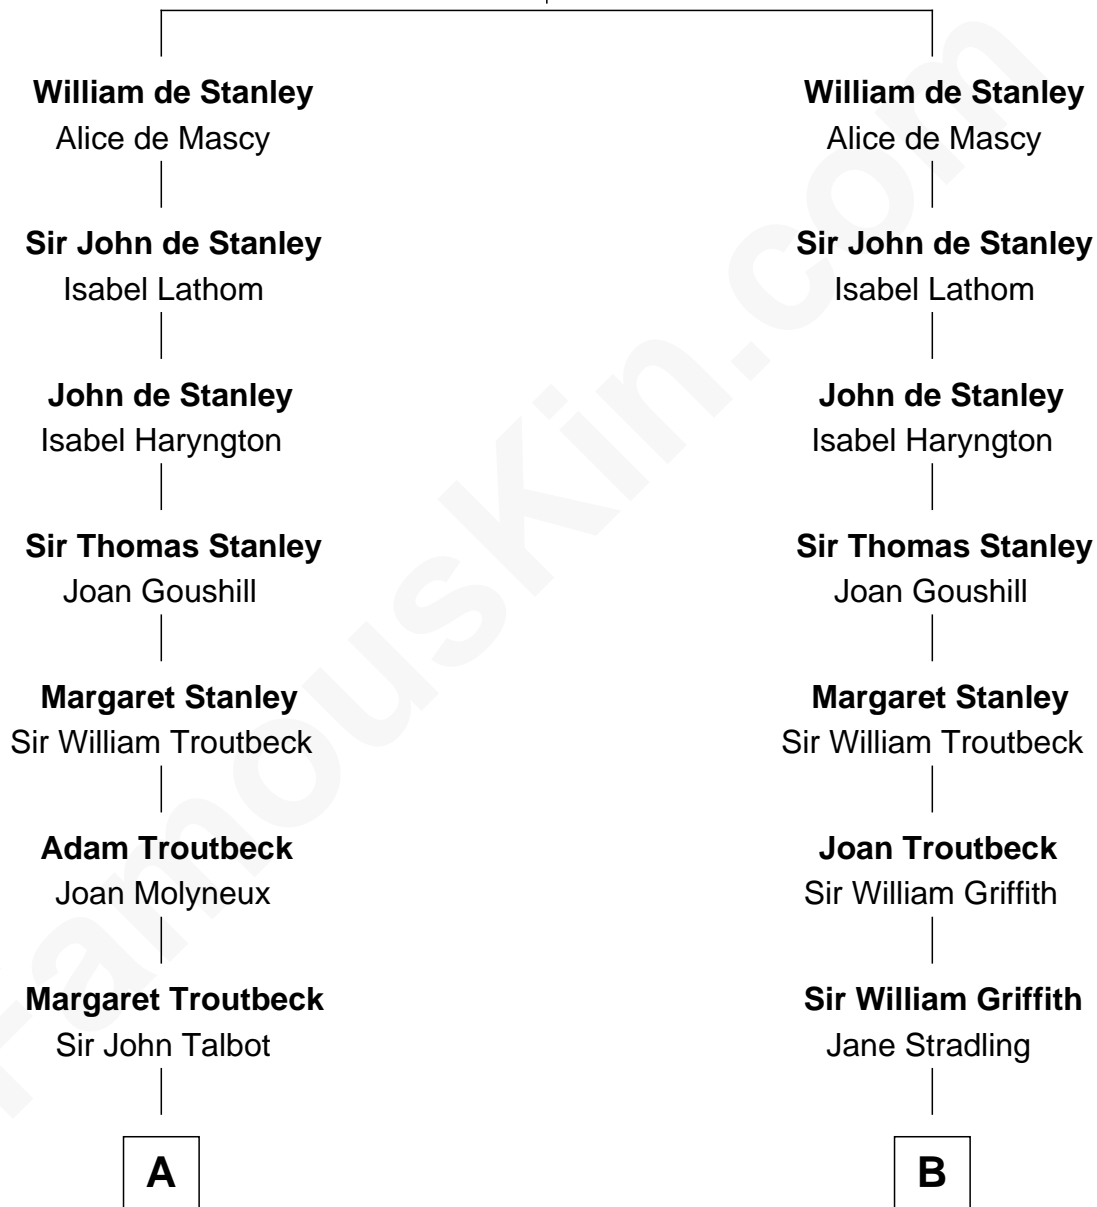 William de Stanley William de Stanley
Alice de Mascy Alice de Mascy
Sir John de Stanley Sir John de Stanley
Isabel Lathom Isabel Lathom
John de Stanley John de Stanley
Isabel Haryngton Isabel Haryngton
Sir Thomas Stanley Sir Thomas Stanley
Joan Goushill Joan Goushill
Margaret Stanley Margaret Stanley
Sir William Troutbeck Sir William Troutbeck
Adam Troutbeck Joan Troutbeck
Joan Molyneux Sir William Griffith
Margaret Troutbeck Sir William Griffith
Sir John Talbot Jane Stradling
A B
FamousKin.com